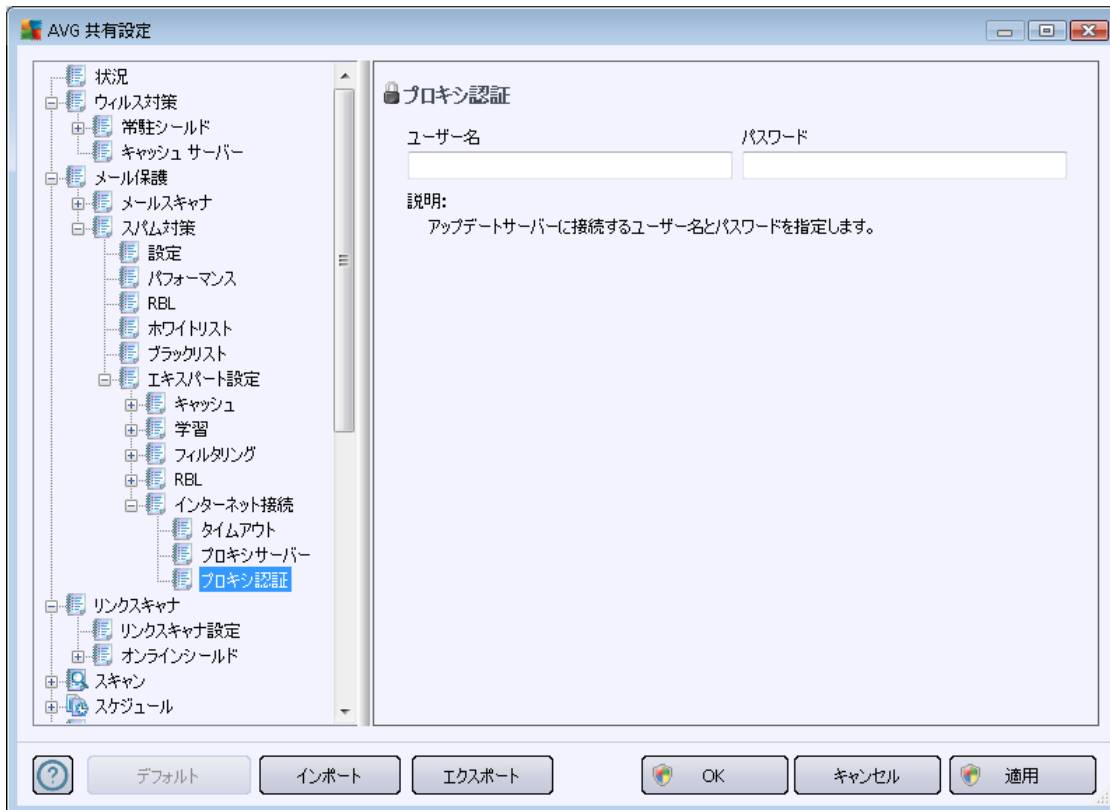 AVG 共有設定
状況
ウィルス対策
常駐シールド
キャッシュ サーバー
メール保護
メールスキャナ
スパム対策
設定
パフォーマンス
RBL
ホワイトリスト
ブラックリスト
エキスパート設定
キャッシュ
学習
フィルタリング
RBL
インターネット接続
タイムアウト
プロキシサーバー
プロキシ認証
リンクスキャナ
リンクスキャナ設定
オンラインシールド
スキャン
スケジュール
プロキシ認証
ユーザー名 パスワード
説明:
アップデートサーバーに接続するユーザー名とパスワードを指定します。
デフォルト インポート エクスポート OK キャンセル 適用